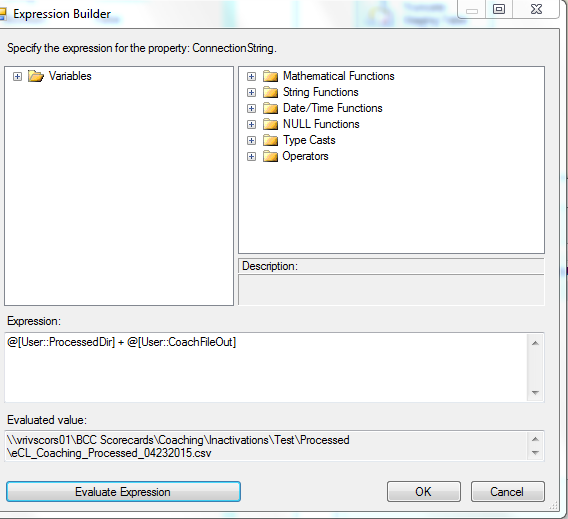 Expression Builder
Specify the expression for the property: ConnectionString.
Variables
Mathematical Functions
String Functions
Date/Time Functions
NULL Functions
Type Casts
Operators
Description:
Expression:
@[User::ProcessedDir] + @[User::CoachFileOut]
Evaluated value:
\\vrivscors01\BCC Scorecards\Coaching\Inactivations\Test\Processed
\eCL_Coaching_Processed_04232015.csv
Evaluate Expression
OK
Cancel